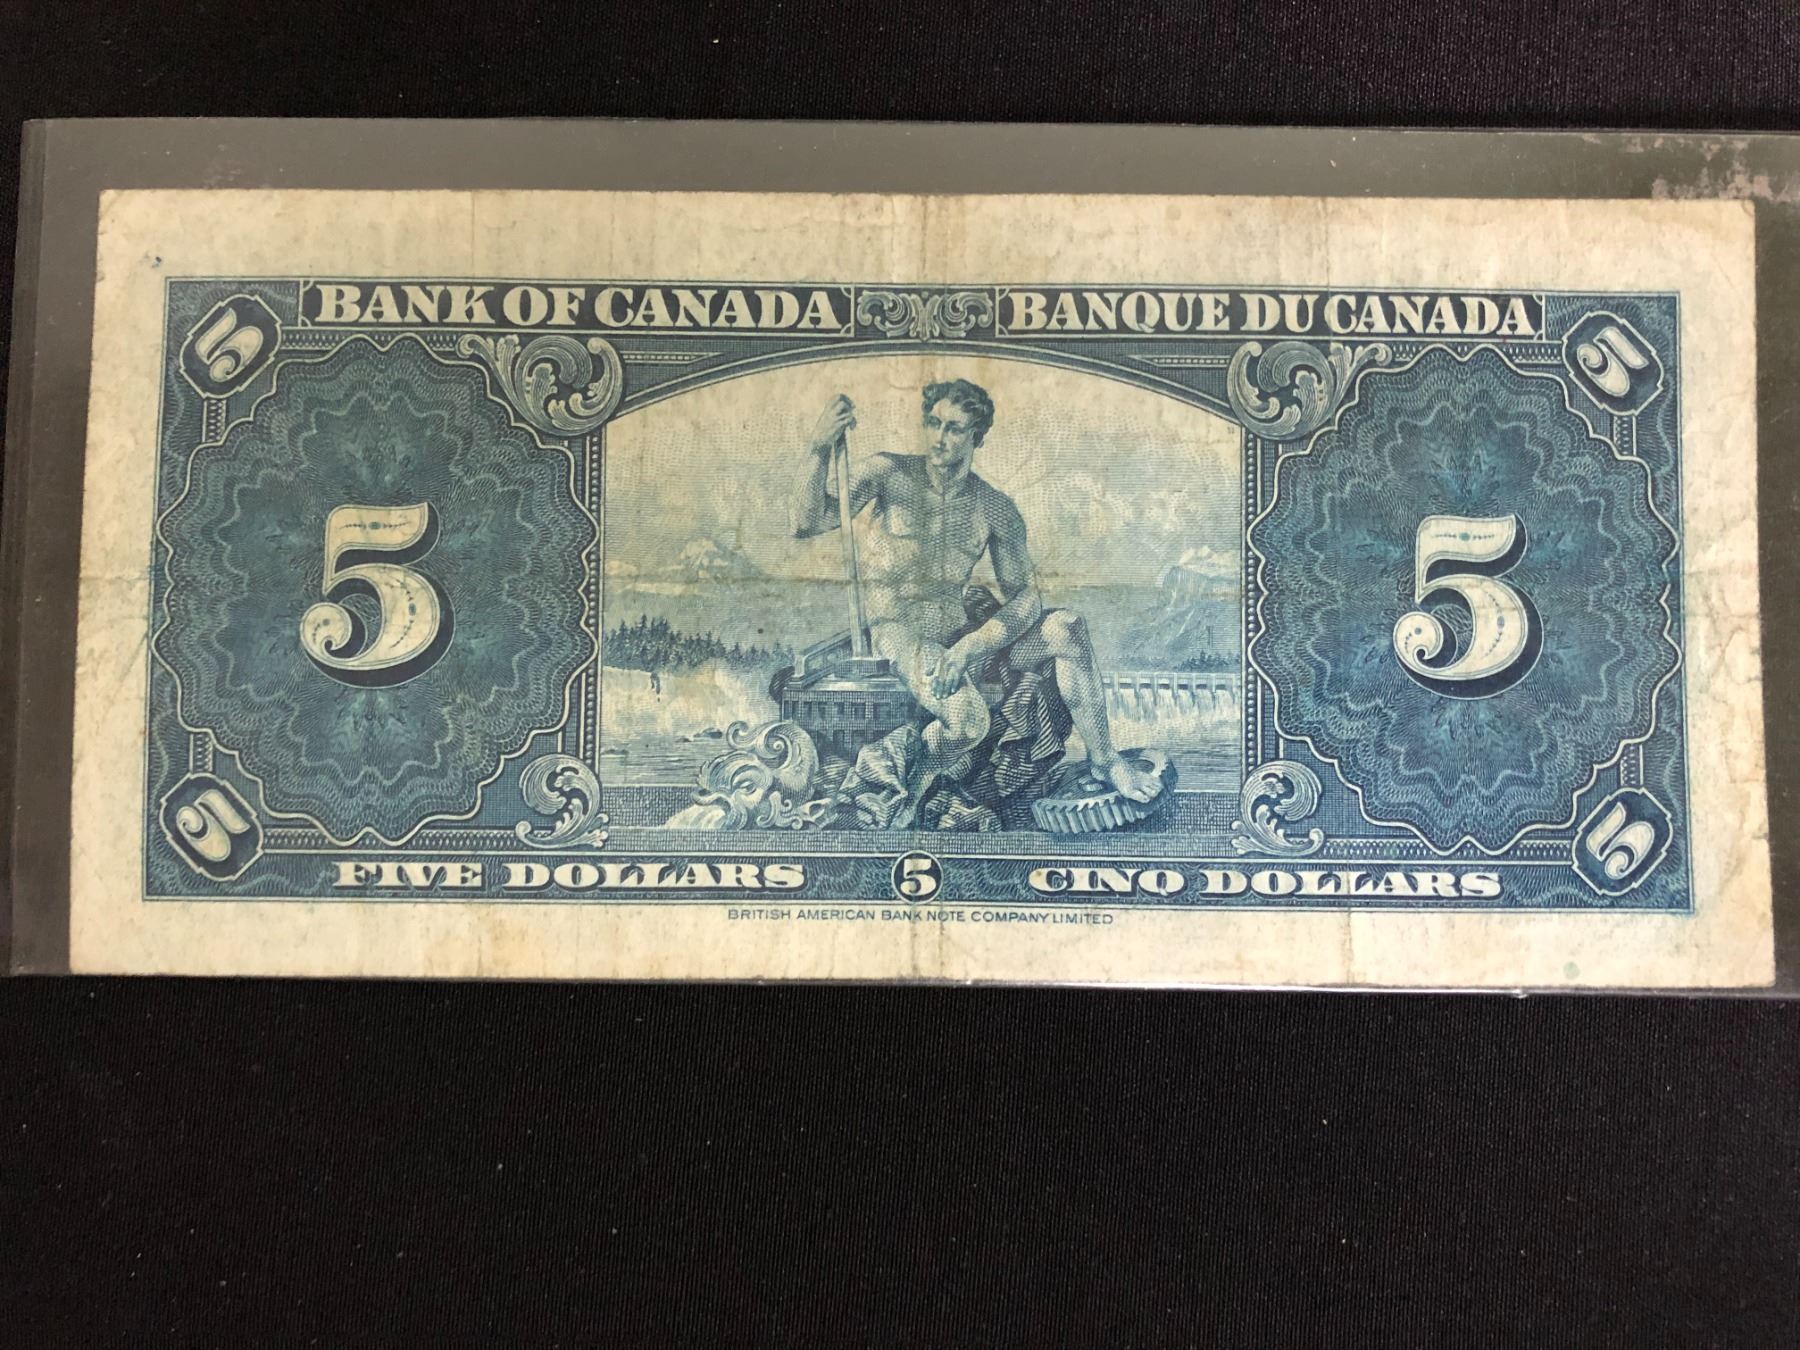 5 BANK OF CANADA BANQUE DU CANADA 5
5 5
5 FIVE DOLLARS 5 CINQ DOLLARS 5
BRITISH AMERICAN BANK NOTE COMPANY LIMITED